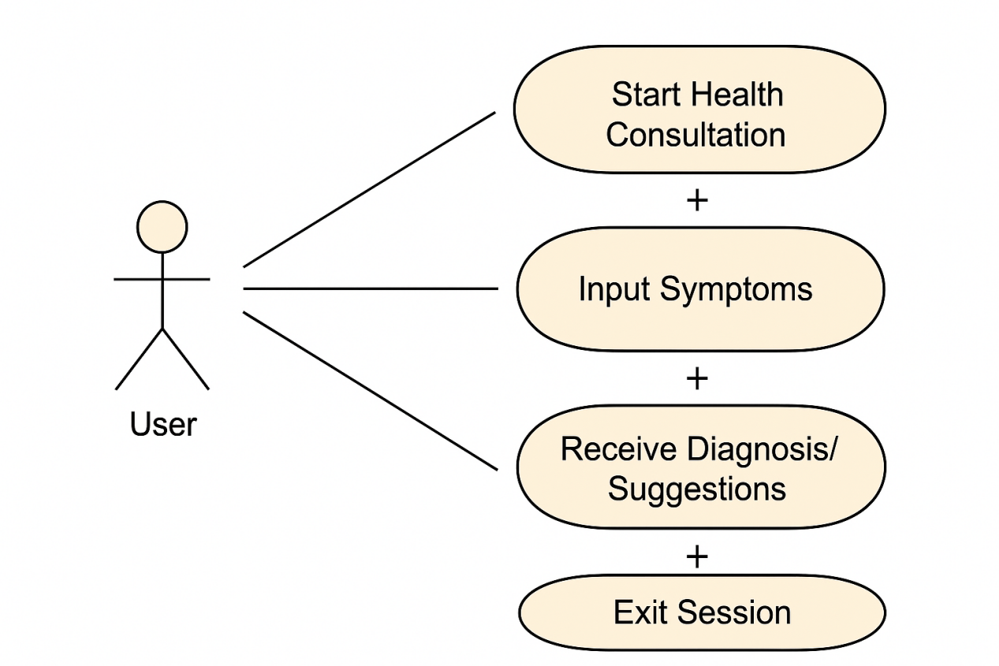 Start Health
Consultation
+
Input Symptoms
+
Receive Diagnosis/
Suggestions
+
Exit Session
User